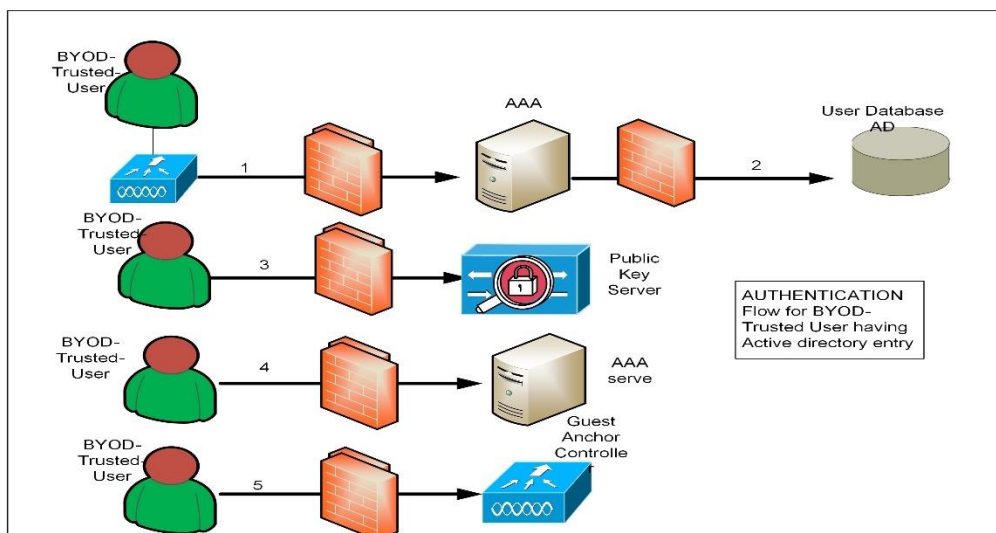 BYOD-
Trusted-
User
AAA
User Database
AD
1
2
BYOD-
Trusted-
User
3
Public
Key
Server
AUTHENTICATION
Flow for BYOD-
Trusted User having
Active directory entry
BYOD-
Trusted-
User
4
AAA
serve
BYOD-
Trusted-
User
5
Guest
Anchor
Controlle